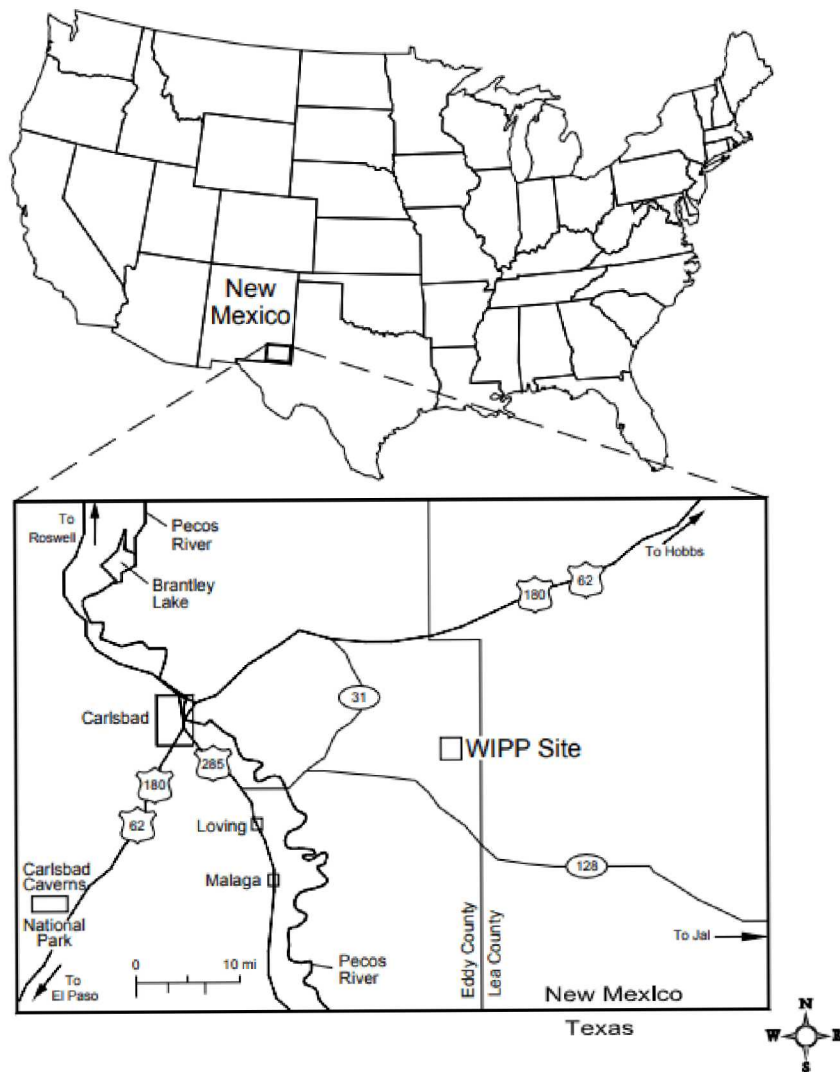 New
Mexico
To
Roswell
Pecos
River
Brantley
Lake
To Hobbs
180
62
31
Carlsbad
WIPP Site
285
180
62
Loving
128
Malaga
Carlsbad
Caverns
National
Park
To Jal
Eddy County
Lea County
To
El Paso
0
10 mi
Pecos
River
New Mexico
Texas
N
W
E
S